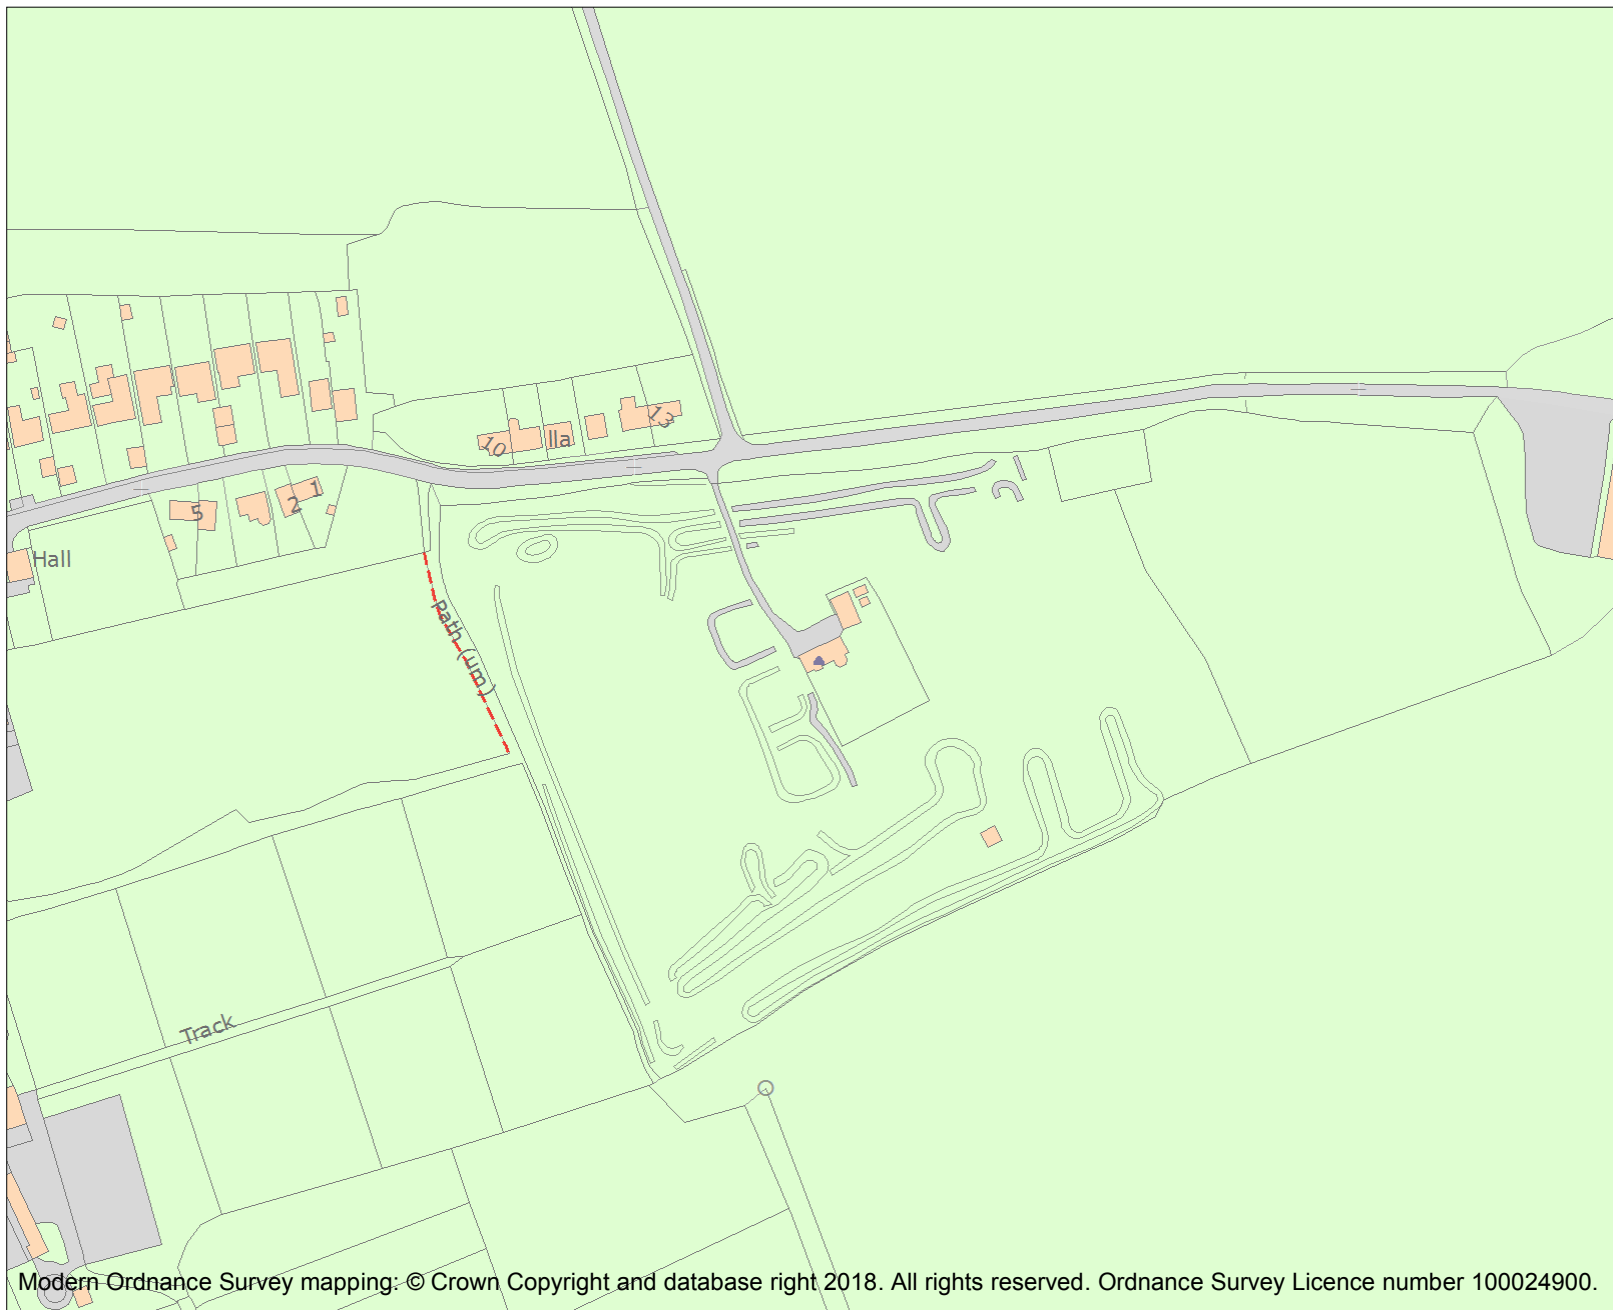 13
10
lla
1
2
5
Hall
Path (um)
Track
Modern Ordnance Survey mapping: © Crown Copyright and database right 2018. All rights reserved. Ordnance Survey Licence number 100024900.